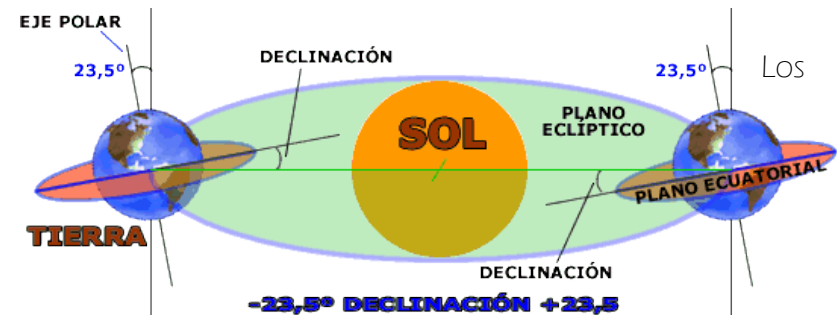 EJE POLAR
23,5º
DECLINACIÓN
23,5º
Los
SOL
PLANO
ECLÍPTICO
PLANO ECUATORIAL
TIERRA
DECLINACIÓN
-23,5º DECLINACIÓN +23,5